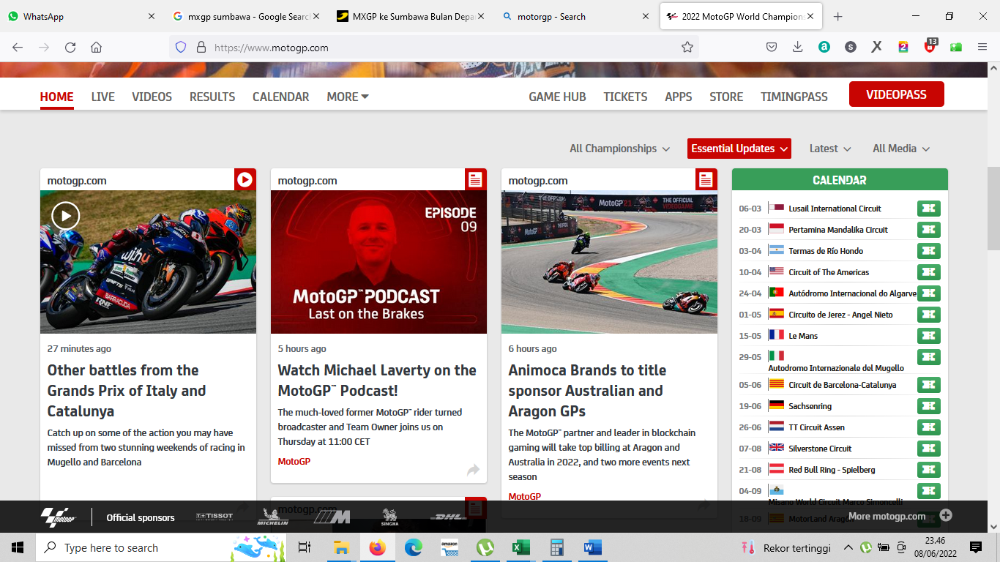 WhatsApp
mxgp sumbawa - Google Search
MXGP ke Sumbawa Bulan Depa
motorgp - Search
2022 MotoGP World Champions
https://www.motogp.com
13
HOME LIVE VIDEOS RESULTS CALENDAR MORE
GAME HUB TICKETS APPS STORE TIMINGPASS VIDEOPASS
All Championships Essential Updates Latest All Media
motogp.com
27 minutes ago
Other battles from the
Grands Prix of Italy and
Catalunya
Catch up on some of the action you may have
missed from two stunning weekends of racing in
Mugello and Barcelona
motogp.com
EPISODE
09
MotoGP™ PODCAST
Last on the Brakes
5 hours ago
Watch Michael Laverty on the
MotoGP™ Podcast!
The much-loved former MotoGP™ rider turned
broadcaster and Team Owner joins us on
Thursday at 11:00 CET
MotoGP
motogp.com
motogp.com
MotoGP'21
THE OFFICIAL
VIDEOGAME
6 hours ago
Animoca Brands to title
sponsor Australian and
Aragon GPs
The MotoGP™ partner and leader in blockchain
gaming will take top billing at Aragon and
Australia in 2022, and two more events next
season
MotoGP
CALENDAR
06-03 Lusail International Circuit
20-03 Pertamina Mandalika Circuit
03-04 Termas de Río Hondo
10-04 Circuit of The Americas
24-04 Autódromo Internacional do Algarve
01-05 Circuito de Jerez - Angel Nieto
15-05 Le Mans
29-05
Autodromo Internazionale del Mugello
05-06 Circuit de Barcelona-Catalunya
19-06 Sachsenring
26-06 TT Circuit Assen
07-08 Silverstone Circuit
21-08 Red Bull Ring - Spielberg
04-09
Misano World Circuit Marco Simoncelli
18-09 MotorLand Aragón
MotoGP
Official sponsors
TISSOT
MICHELIN
SINGHA
DHL
More motogp.com
Type here to search
Rekor tertinggi
23.46
08/06/2022